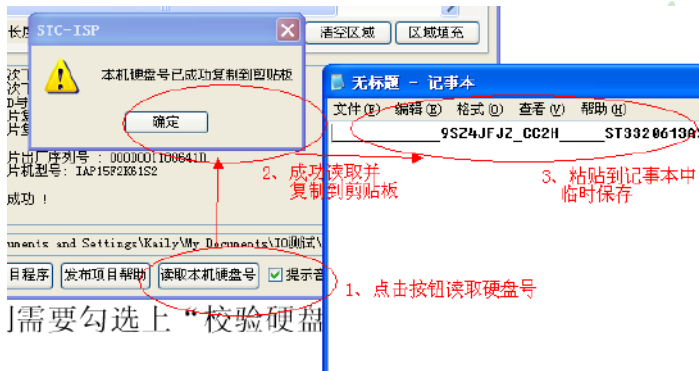 长度
清空区域
区域填充
STC-ISP
本机硬盘号已成功复制到剪贴板
确定
片出厂序列号 : 0000001100641D
片机型号: IAP15F2K61S2
成功 !
uments and Settings\Kaily\My Documents\IO测试\
目程序
发布项目帮助
读取本机硬盘号
提示音
无标题 - 记事本
文件(F) 编辑(E) 格式(O) 查看(V) 帮助(H)
9SZ4JFJZ_CC2H_____ST3320613A
2、成功读取并
复制到剪贴板
3、粘贴到记事本中
临时保存
1、点击按钮读取硬盘号
需要勾选上“校验硬盘